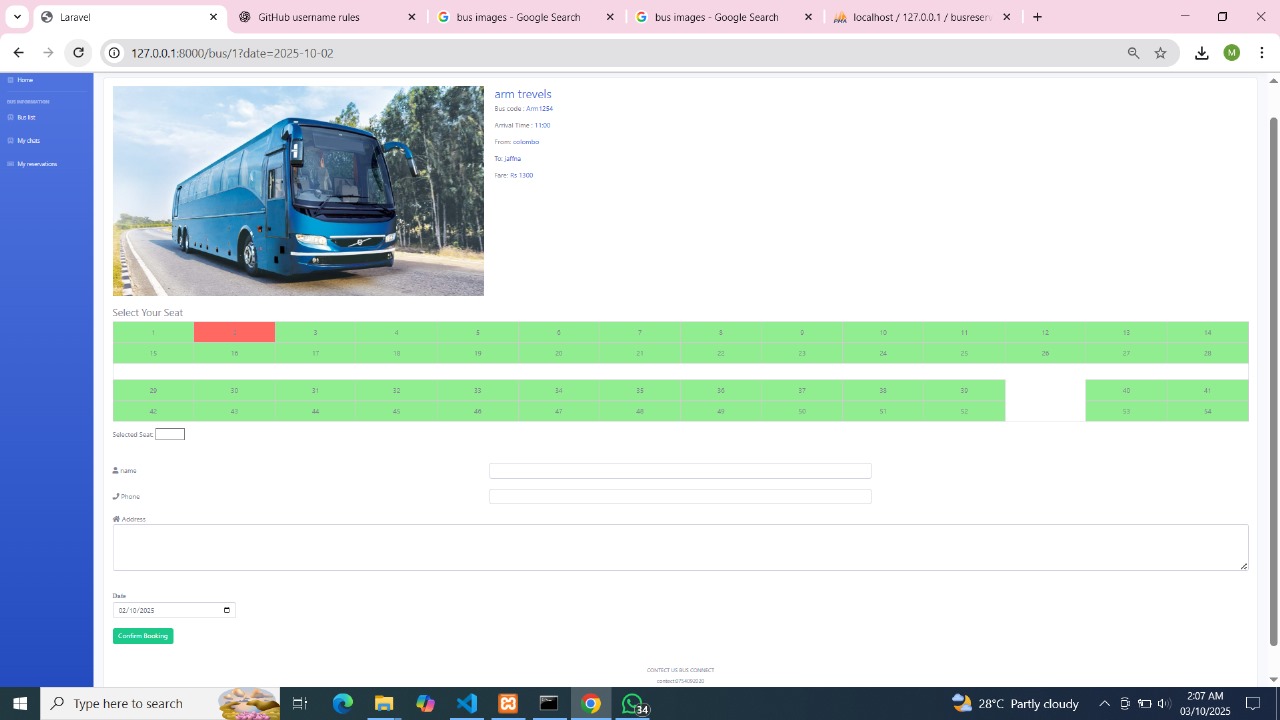 Laravel
GitHub username rules
bus images - Google Search
bus images - Google Search
localhost / 127.0.0.1 / buseser
127.0.0.1:8000/bus/1?date=2025-10-02
M
Home
BUS INFORMATION
Bus list
My chats
My reservations
arm trevels
Bus code : Arm1254
Arrival Time : 11:00
From: colombo
To: Jaffna
Fare: Rs 1300
Select Your Seat
1 2 3 4 5 6 7 8 9 10 11 12 13 14
15 16 17 18 19 20 21 22 23 24 25 26 27 28
29 30 31 32 33 34 35 36 37 38 39 40 41
42 43 44 45 46 47 48 49 50 51 52 53 54
Selected Seat:
name
Phone
Address
Date
02/10/2025
Confirm Booking
CONTECT US BUS CONNECT
contact:0754092020
Type here to search
34
28°C Partly cloudy
2:07 AM
03/10/2025